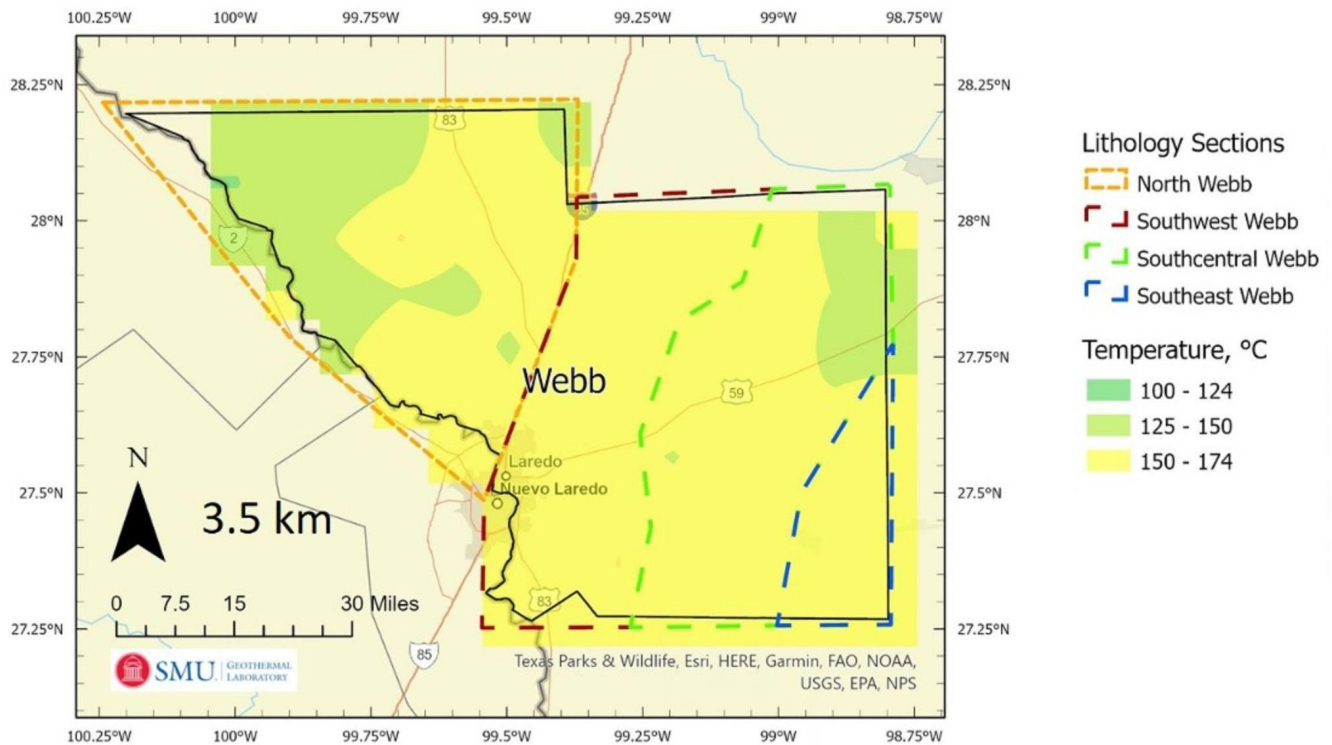 100.25°W 100°W 99.75°W 99.5°W 99.25°W 99°W 98.75°W
28.25°N 28.25°N
83
Lithology Sections
North Webb
Southwest Webb
Southcentral Webb
Southeast Webb
28°N 28°N
2
Temperature, °C
100 - 124
125 - 150
150 - 174
27.75°N 27.75°N
Webb
59
Laredo
Nuevo Laredo
27.5°N 27.5°N
N
3.5 km
0 7.5 15 30 Miles
83
27.25°N 27.25°N
85
SMU. GEOTHERMAL
LABORATORY
Texas Parks & Wildlife, Esri, HERE, Garmin, FAO, NOAA,
USGS, EPA, NPS
100.25°W 100°W 99.75°W 99.5°W 99.25°W 99°W 98.75°W